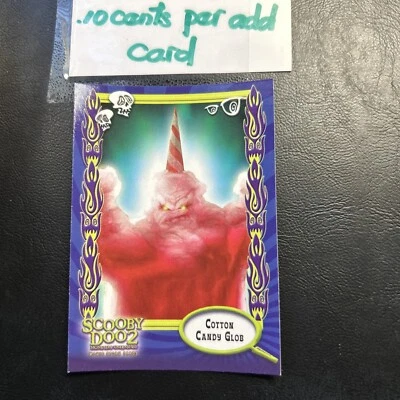 .10 cents per add
card
SCOOBY
DOO 2
COTTON
CANDY GLOB